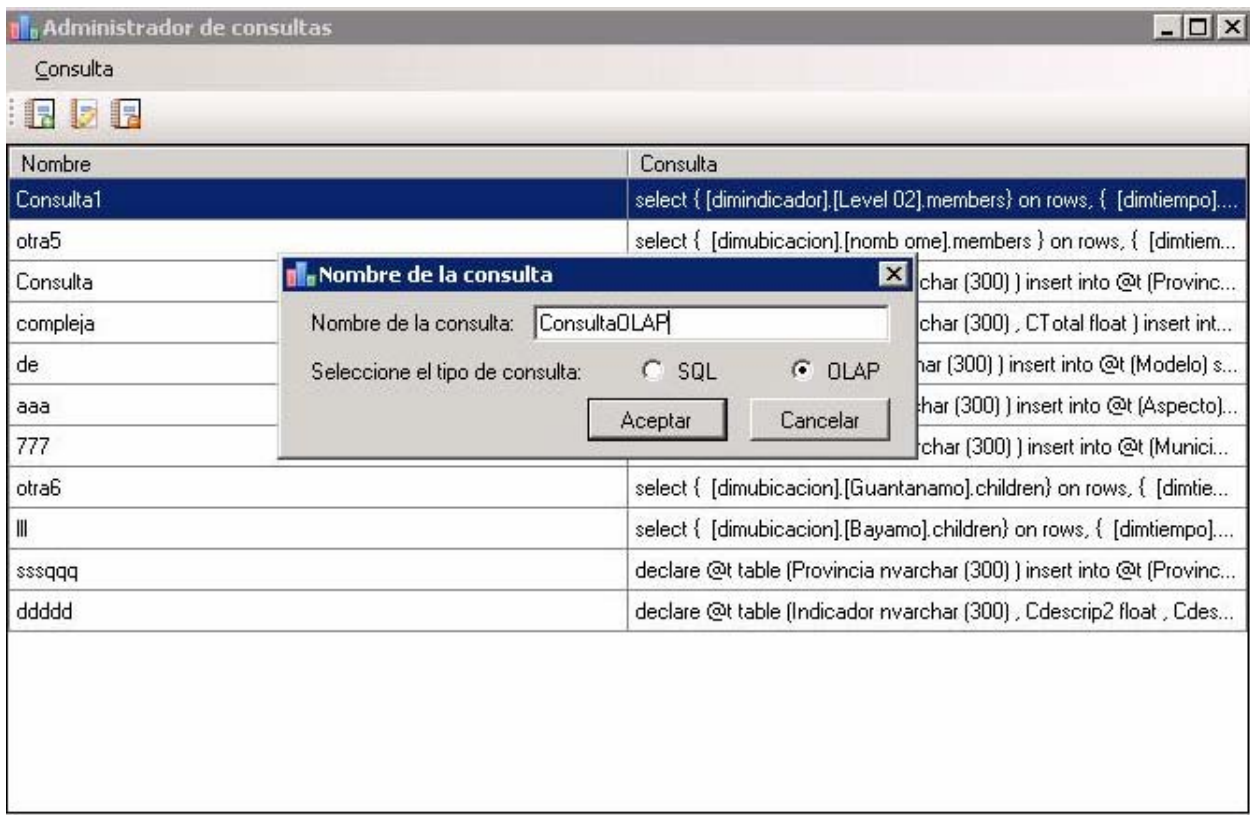 Administrador de consultas
Consulta
Nombre Consulta
Consulta1 select { [dimindicador].[Level 02].members} on rows, { [dimtiempo]....
otra5 select { [dimubicacion].[nomb ome].members } on rows, { [dimtiem...
Nombre de la consulta
Consulta char (300) ) insert into @t (Provinc...
Nombre de la consulta: ConsultaOLAP
compleja char (300) , CTotal float ) insert int...
de har (300) ) insert into @t (Modelo) s...
Seleccione el tipo de consulta: SQL OLAP
aaa har (300) ) insert into @t (Aspecto)...
Aceptar Cancelar
777 rchar (300) ) insert into @t (Munici...
otra6 select { [dimubicacion].[Guantanamo].children} on rows, { [dimtie...
lll select { [dimubicacion].[Bayamo].children} on rows, { [dimtiempo]....
sssqqq declare @t table (Provincia nvarchar (300) ) insert into @t (Provinc...
ddddd declare @t table (Indicador nvarchar (300) , Cdescrip2 float , Cdes...